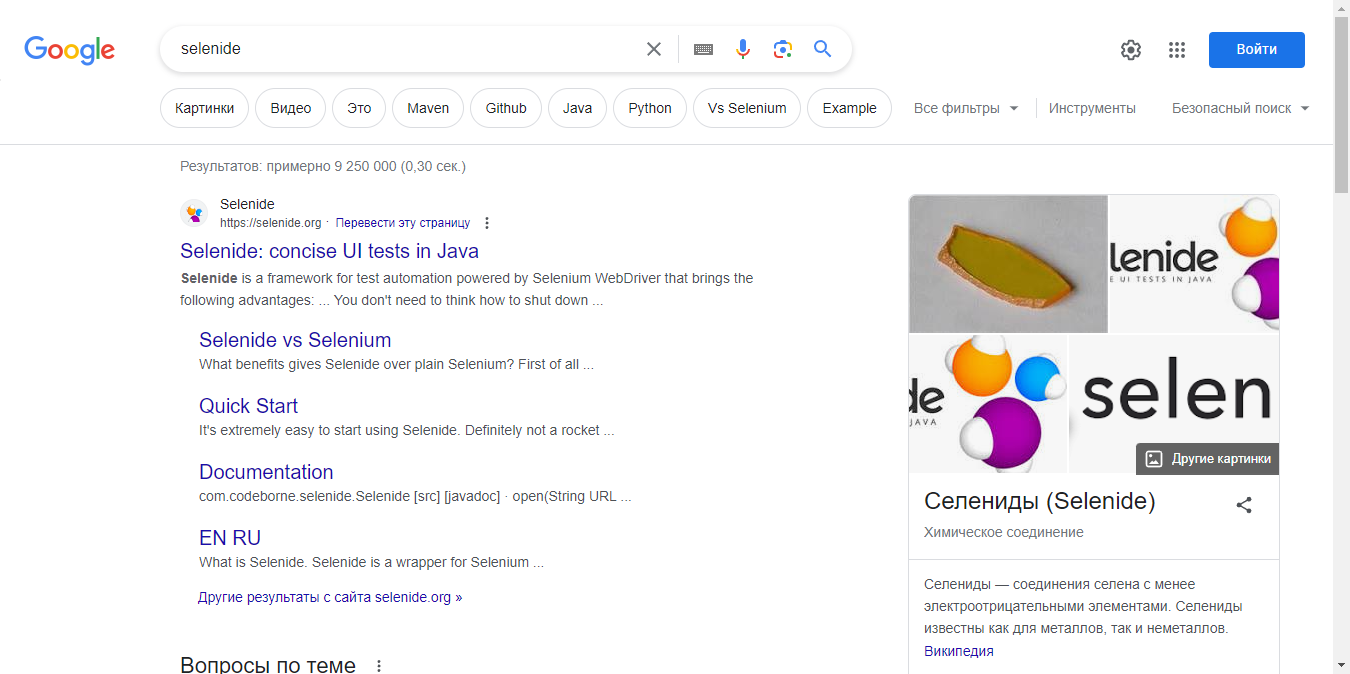 Google
selenide
Войти
Картинки
Видео
Это
Maven
Github
Java
Python
Vs Selenium
Example
Все фильтры
Инструменты
Безопасный поиск
Результатов: примерно 9 250 000 (0,30 сек.)
Selenide
https://selenide.org · Перевести эту страницу
Selenide: concise UI tests in Java
Selenide is a framework for test automation powered by Selenium WebDriver that brings the
following advantages: ... You don't need to think how to shut down ...
Selenide vs Selenium
What benefits gives Selenide over plain Selenium? First of all ...
Quick Start
It's extremely easy to start using Selenide. Definitely not a rocket ...
Documentation
com.codeborne.selenide.Selenide [src] [javadoc] · open(String URL ...
EN RU
What is Selenide. Selenide is a wrapper for Selenium ...
Другие результаты с сайта selenide.org »
Вопросы по теме
lenide
E UI TESTS IN JAVA
de
JAVA
selen
Другие картинки
Селениды (Selenide)
Химическое соединение
Селениды — соединения селена с менее
электроотрицательными элементами. Селениды
известны как для металлов, так и неметаллов.
Википедия